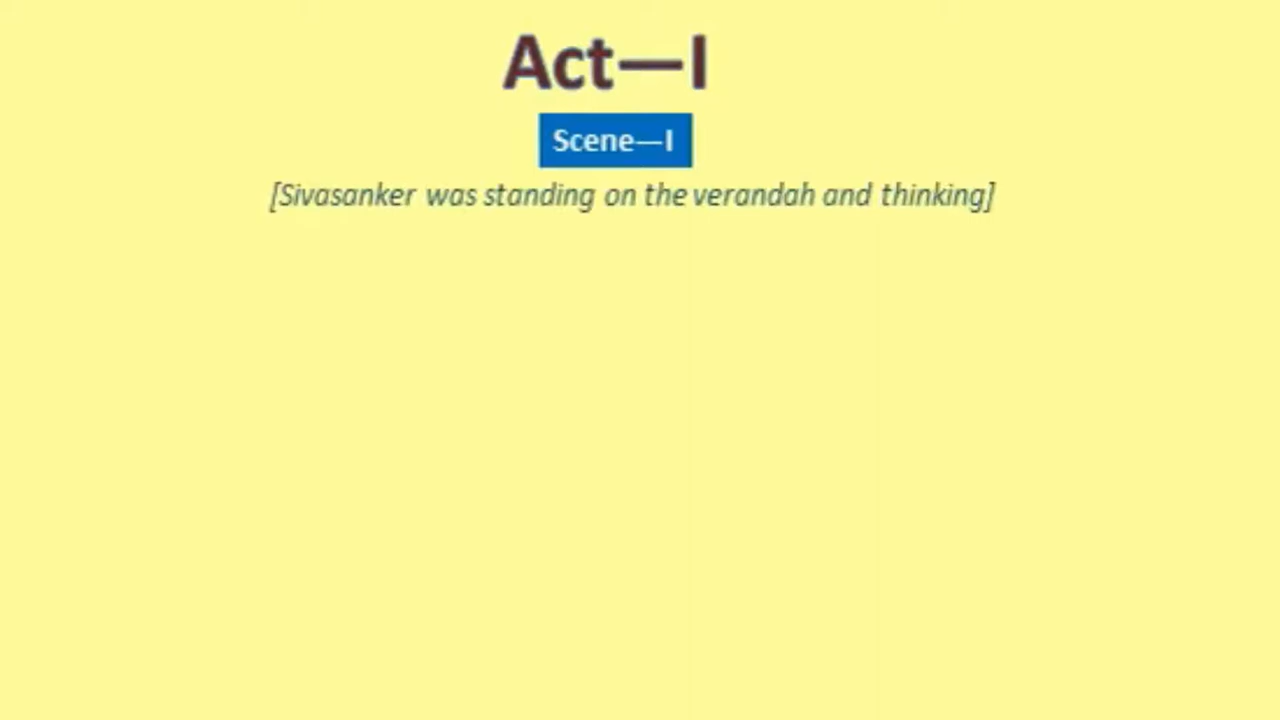 Act—I
Scene—I
[Sivasanker was standing on the verandah and thinking]